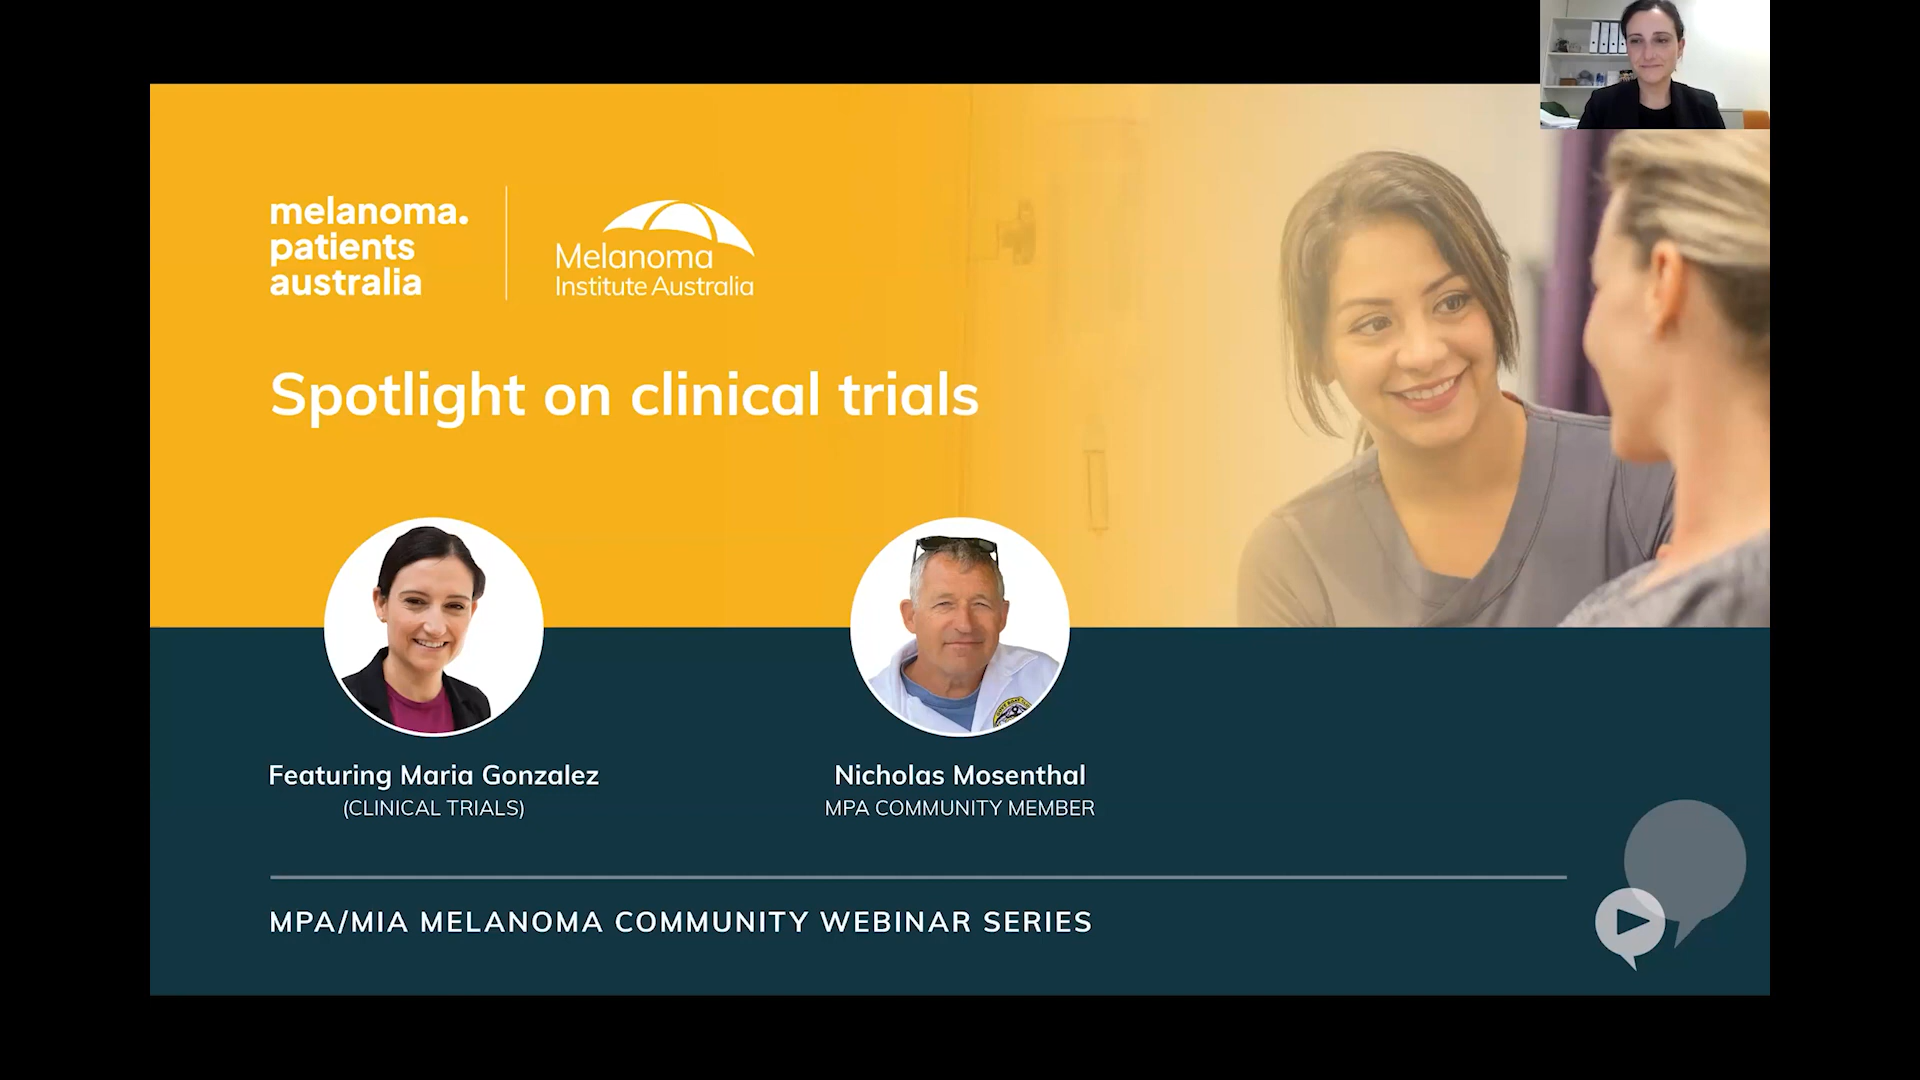 melanoma.
patients
australia
Melanoma
Institute Australia
Spotlight on clinical trials
Featuring Maria Gonzalez
(CLINICAL TRIALS)
Nicholas Mosenthal
MPA COMMUNITY MEMBER
MPA/MIA MELANOMA COMMUNITY WEBINAR SERIES